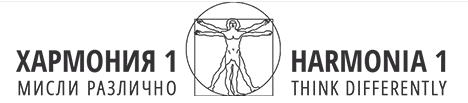 ХАРМОНИЯ 1
МИСЛИ РАЗЛИЧНО
HARMONIA 1
THINK DIFFERENTLY